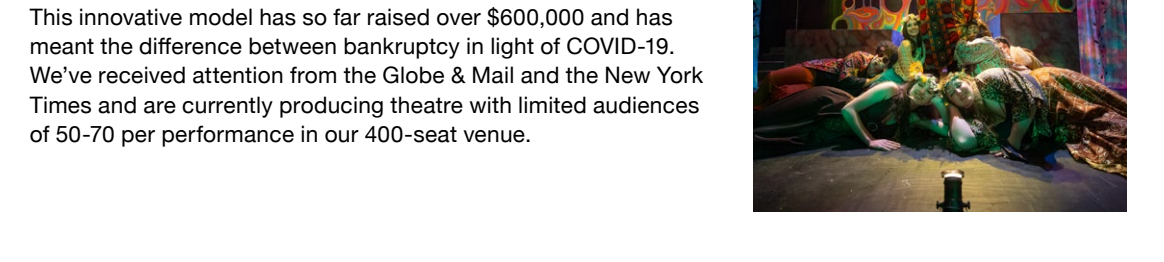 This innovative model has so far raised over $600,000 and has
meant the difference between bankruptcy in light of COVID-19.
We’ve received attention from the Globe & Mail and the New York
Times and are currently producing theatre with limited audiences
of 50-70 per performance in our 400-seat venue.